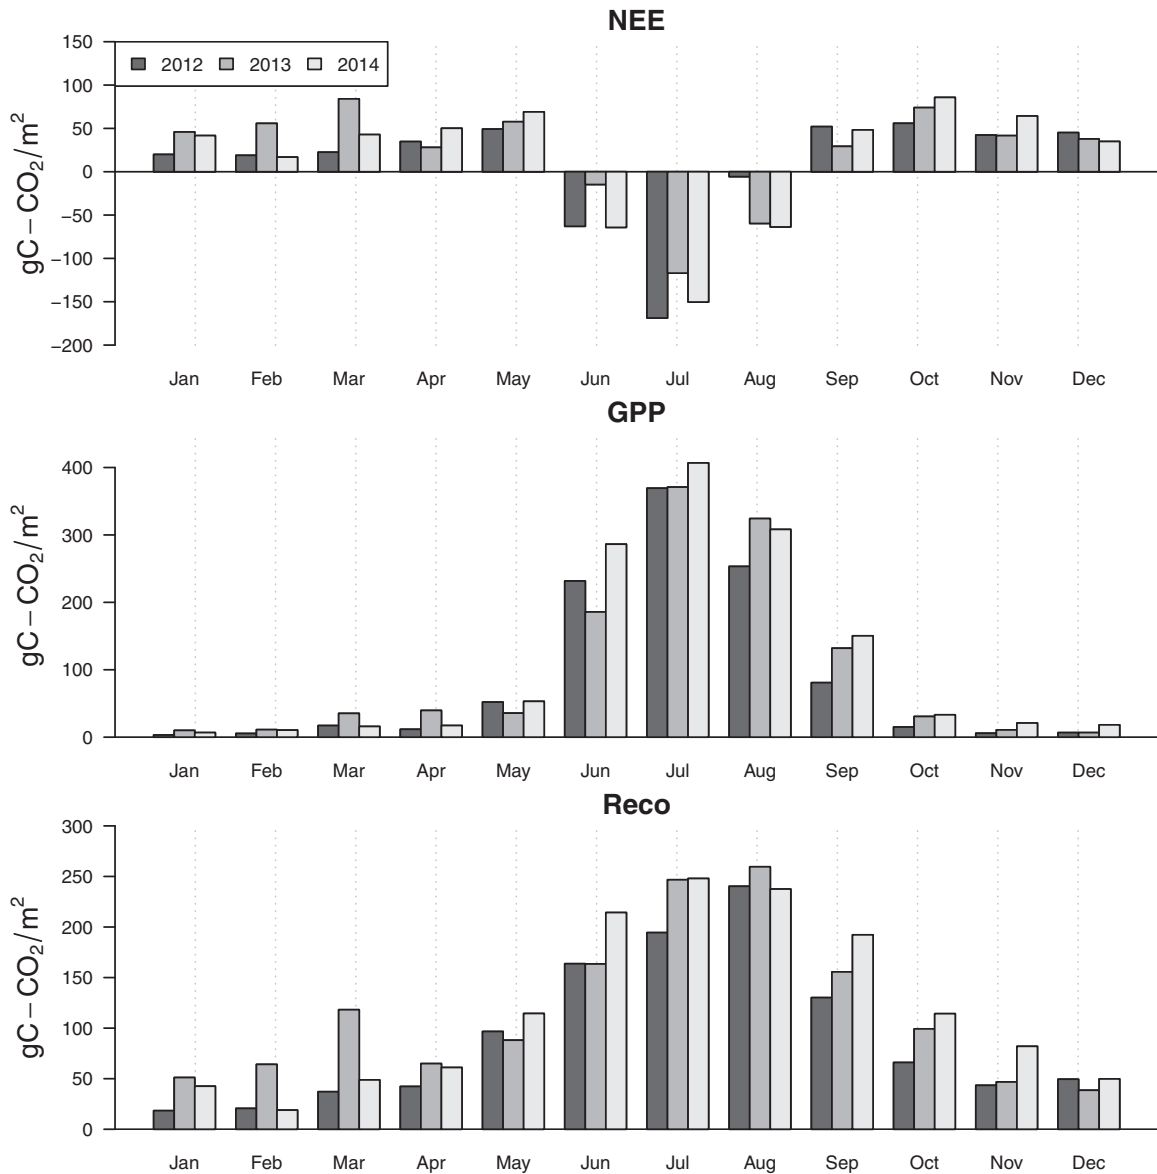 NEE
150
2012 2013 2014
100
50
0
−50
−100
−150
−200
gC−CO₂/m²
Jan Feb Mar Apr May Jun Jul Aug Sep Oct Nov Dec
GPP
400
300
200
100
0
gC−CO₂/m²
Jan Feb Mar Apr May Jun Jul Aug Sep Oct Nov Dec
Reco
300
250
200
150
100
50
0
gC−CO₂/m²
Jan Feb Mar Apr May Jun Jul Aug Sep Oct Nov Dec